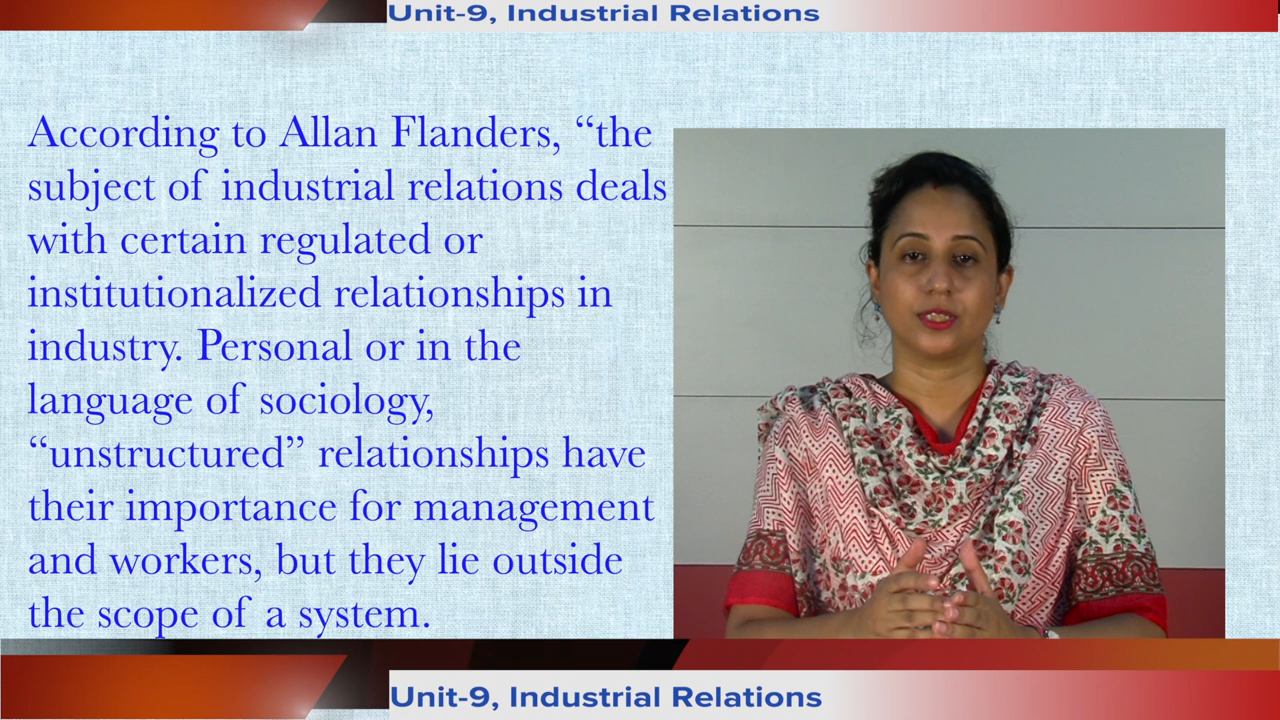 Unit-9, Industrial Relations
According to Allan Flanders, “the
subject of industrial relations deals
with certain regulated or
institutionalized relationships in
industry. Personal or in the
language of sociology,
“unstructured” relationships have
their importance for management
and workers, but they lie outside
the scope of a system.
Unit-9, Industrial Relations